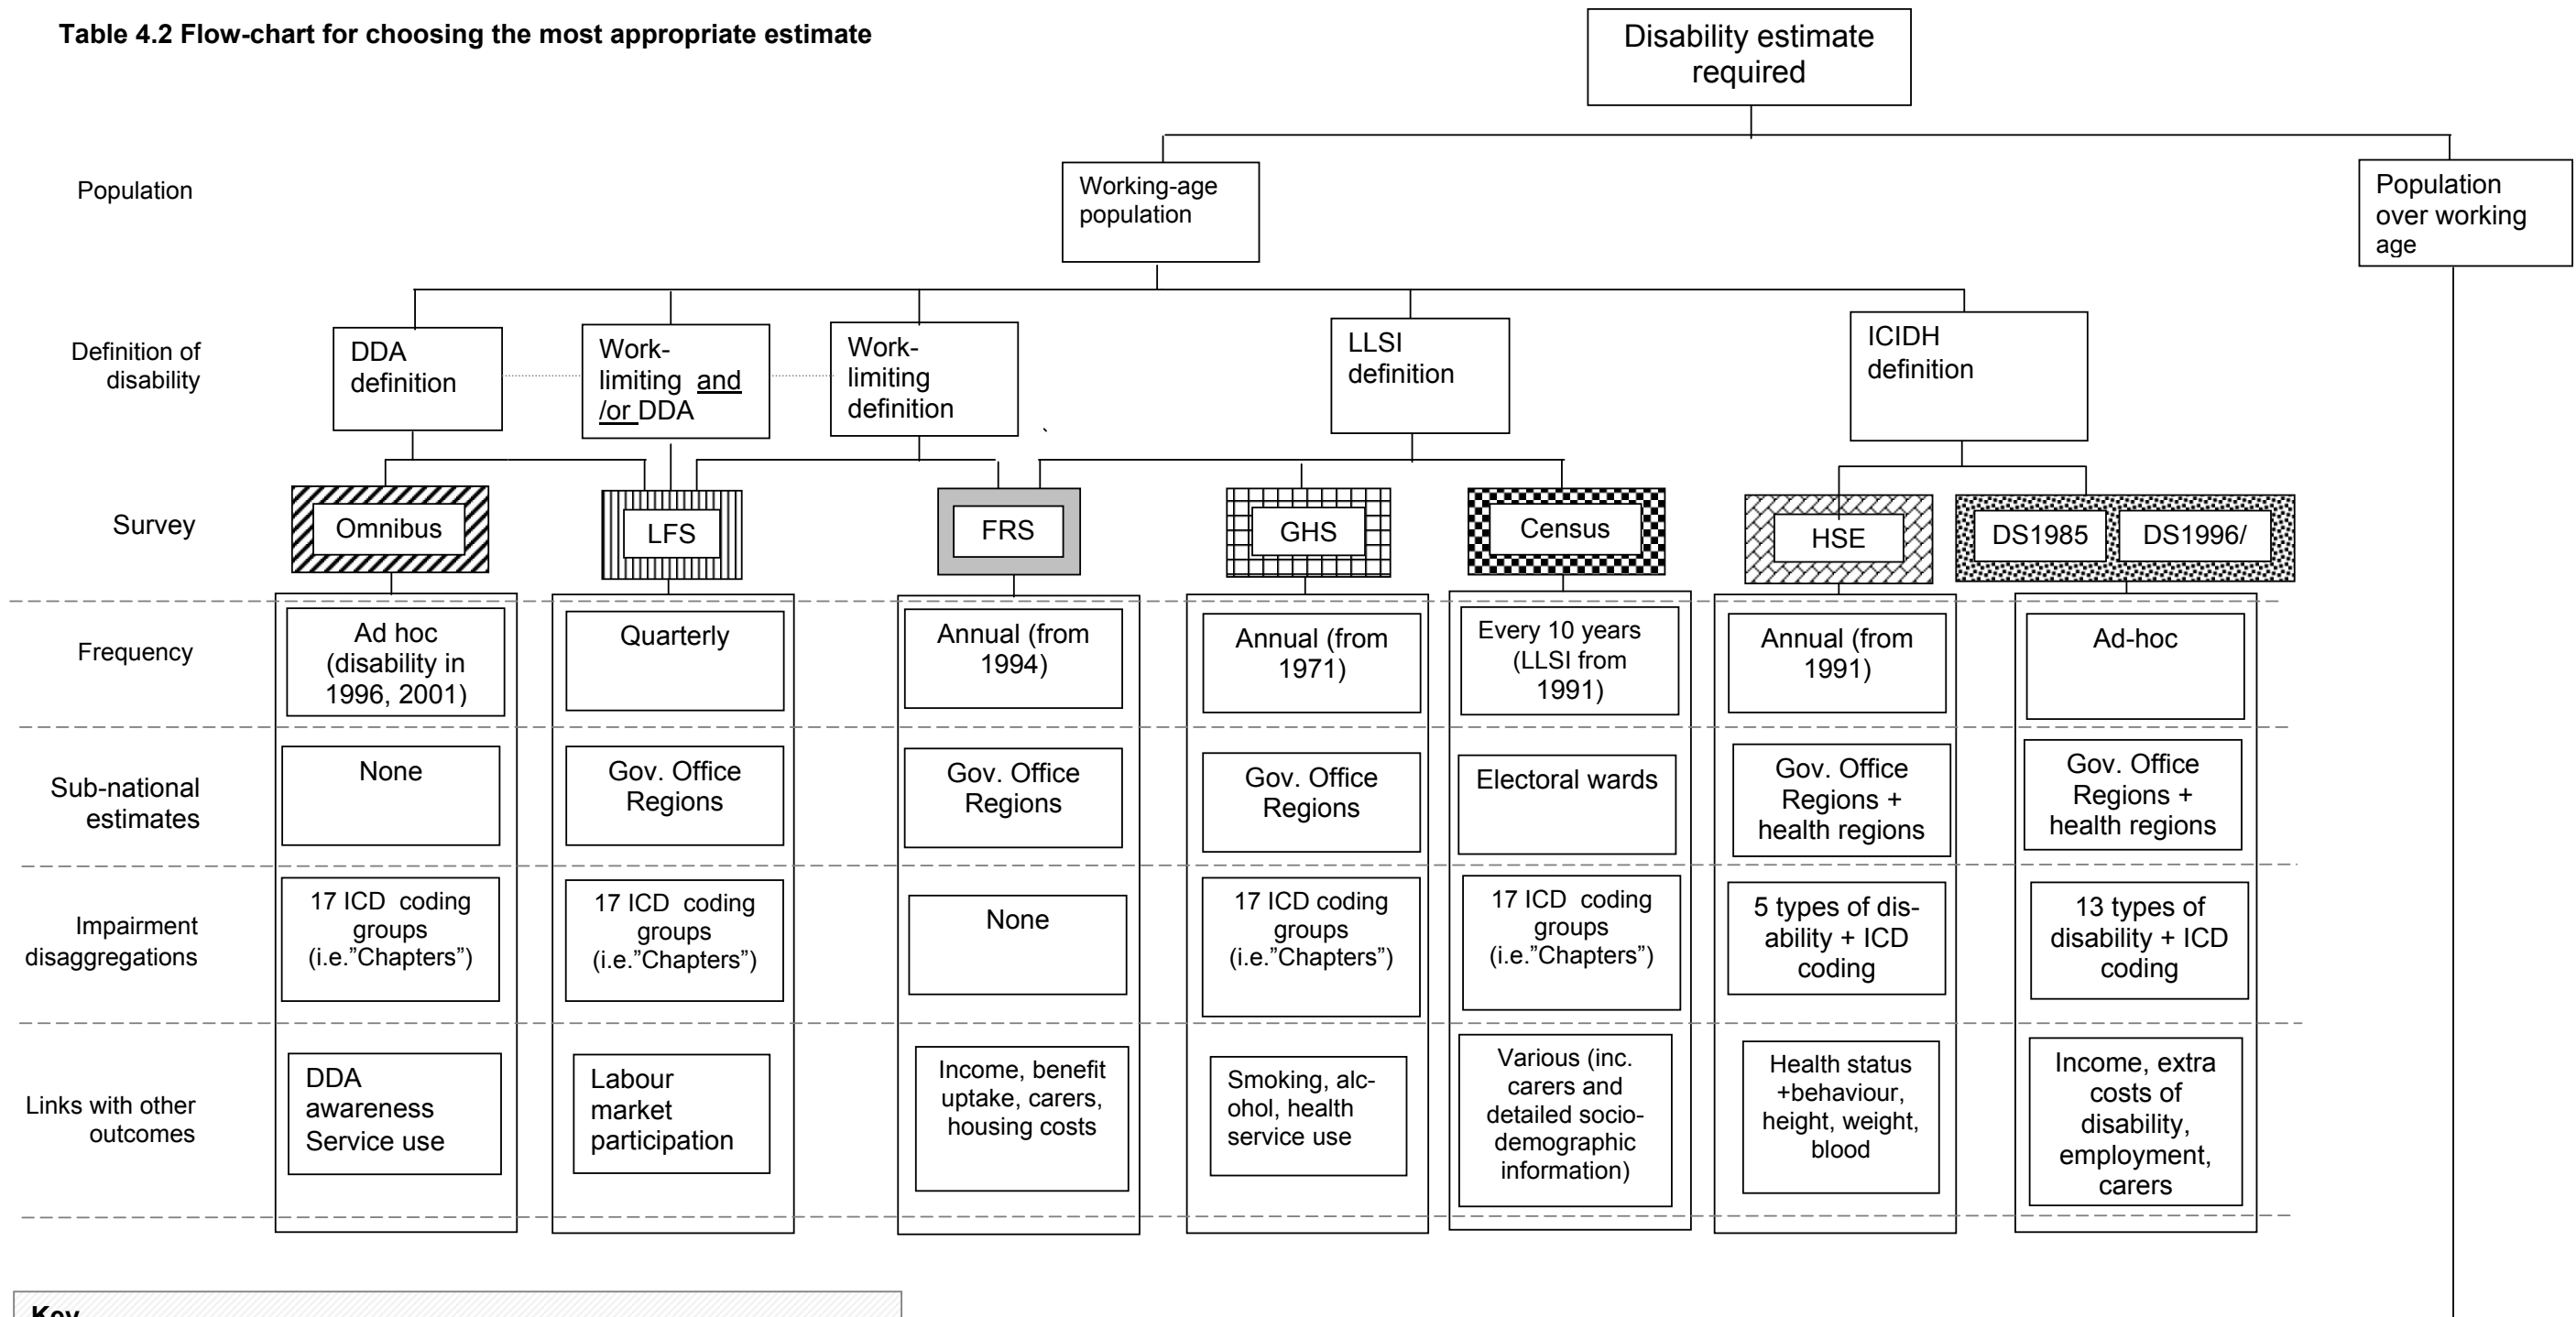 Table 4.2 Flow-chart for choosing the most appropriate estimate
Disability estimate
required
Population
Working-age
population
Population
over working
age
Definition of
disability
DDA
definition
Work-
limiting and
/or DDA
Work-
limiting
definition
LLSI
definition
ICIDH
definition
Survey
Omnibus
LFS
FRS
GHS
Census
HSE
DS1985
DS1996/
Frequency
Ad hoc
(disability in
1996, 2001)
Quarterly
Annual (from
1994)
Annual (from
1971)
Every 10 years
(LLSI from
1991)
Annual (from
1991)
Ad-hoc
Sub-national
estimates
None
Gov. Office
Regions
Gov. Office
Regions
Gov. Office
Regions
Electoral wards
Gov. Office
Regions +
health regions
Gov. Office
Regions +
health regions
Impairment
disaggregations
17 ICD coding
groups
(i.e.”Chapters”)
17 ICD coding
groups
(i.e.”Chapters”)
None
17 ICD coding
groups
(i.e.”Chapters”)
17 ICD coding
groups
(i.e.”Chapters”)
5 types of dis-
ability + ICD
coding
13 types of
disability + ICD
coding
Links with other
outcomes
DDA
awareness
Service use
Labour
market
participation
Income, benefit
uptake, carers,
housing costs
Smoking, alc-
ohol, health
service use
Various (inc.
carers and
detailed socio-
demographic
information)
Health status
+behaviour,
height, weight,
blood
Income, extra
costs of
disability,
employment,
carers
Key